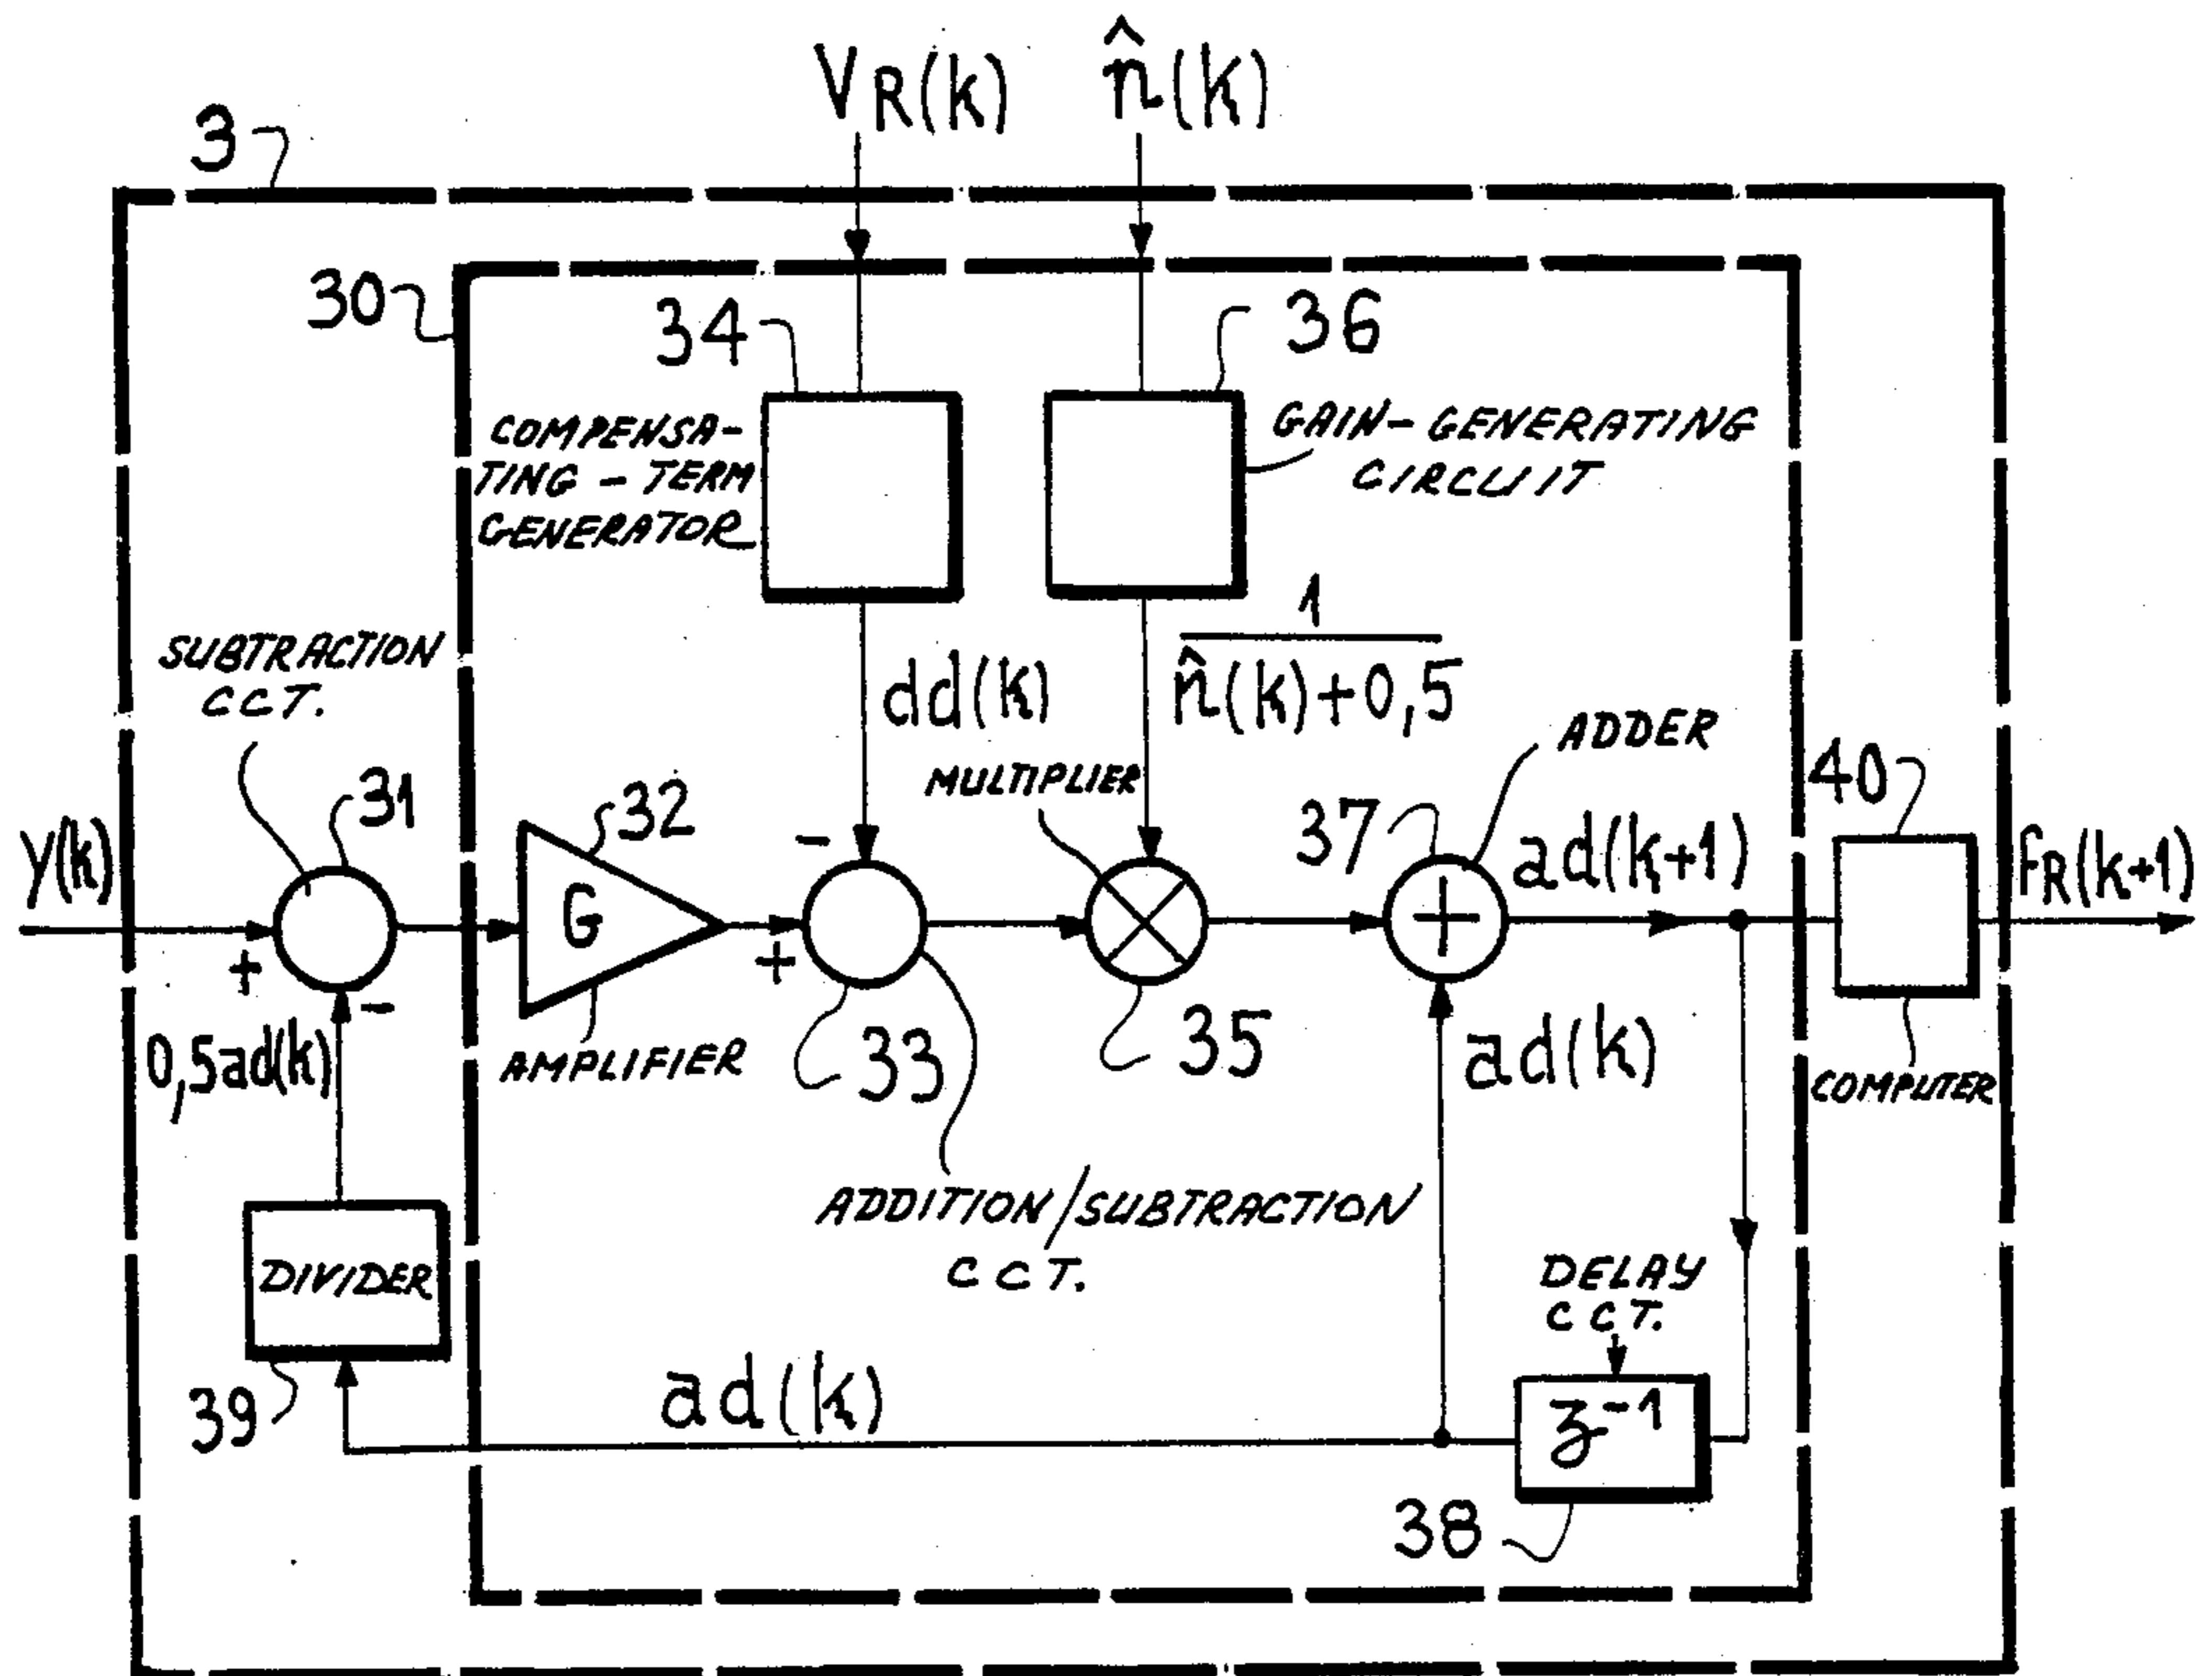 VR(k) n̂(k)
3
30
34
36
COMPENSA-
TING - TERM
GENERATOR
GAIN-GENERATING
CIRCUIT
SUBTRACTION
CCT.
dd(k)
1
n̂(k)+0,5
MULTIPLIER
ADDER
31
32
37
40
y(k)
G
ad(k+1)
fR(k+1)
+
-
+
-
+
0,5ad(k)
AMPLIFIER
33
35
ad(k)
COMPUTER
ADDITION/SUBTRACTION
CCT.
DIVIDER
DELAY
CCT.
39
ad(k)
z-1
38